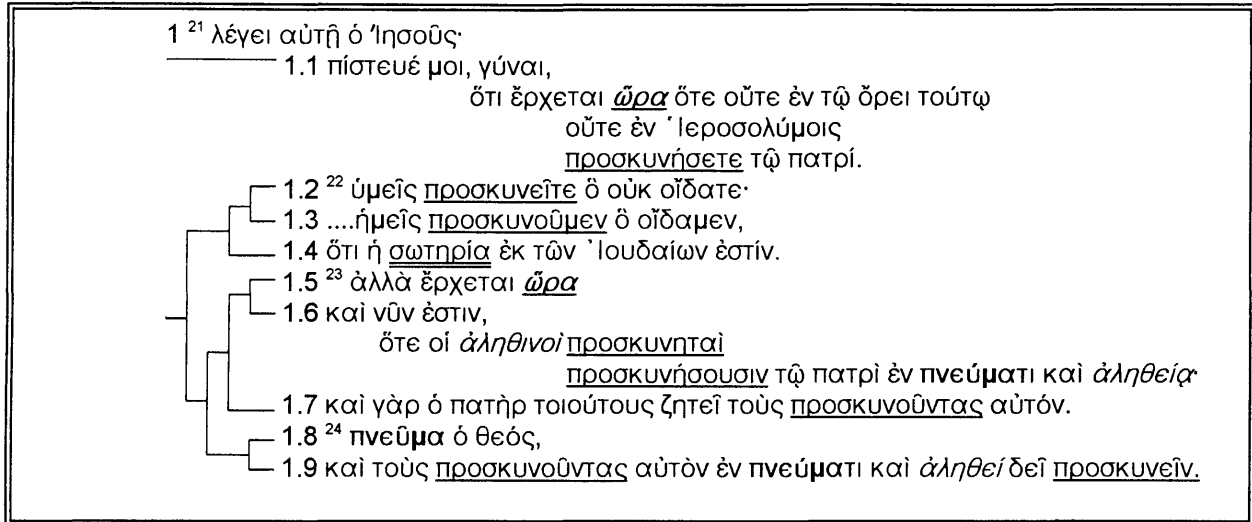 1 21 λέγει αὐτῇ ὁ Ἰησοῦς·
1.1 πίστευέ μοι, γύναι,
ὅτι ἔρχεται ὥρα ὅτε οὔτε ἐν τῷ ὄρει τούτῳ
οὔτε ἐν Ἱεροσολύμοις
προσκυνήσετε τῷ πατρί.
1.2 22 ὑμεῖς προσκυνεῖτε ὃ οὐκ οἴδατε·
1.3 ....ἡμεῖς προσκυνοῦμεν ὃ οἴδαμεν,
1.4 ὅτι ἡ σωτηρία ἐκ τῶν Ἰουδαίων ἐστίν.
1.5 23 ἀλλὰ ἔρχεται ὥρα
1.6 καὶ νῦν ἐστιν,
ὅτε οἱ ἀληθινοὶ προσκυνηταὶ
προσκυνήσουσιν τῷ πατρὶ ἐν πνεύματι καὶ ἀληθείᾳ·
1.7 καὶ γὰρ ὁ πατὴρ τοιούτους ζητεῖ τοὺς προσκυνοῦντας αὐτόν.
1.8 24 πνεῦμα ὁ θεός,
1.9 καὶ τοὺς προσκυνοῦντας αὐτὸν ἐν πνεύματι καὶ ἀληθεί δεῖ προσκυνεῖν.